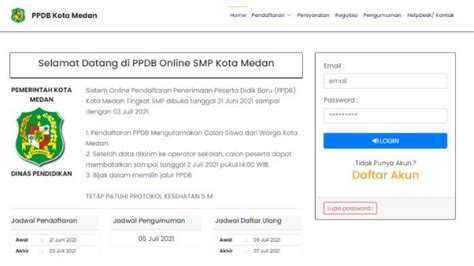 PPDB Kota Medan
Home Pendaftaran Persyaratan Regulasi Pengumuman HelpDesk/ Kontak
Selamat Datang di PPDB Online SMP Kota Medan
PEMERINTAH KOTA
MEDAN
DINAS PENDIDIKAN
Sistem Online Pendaftaran Penerimaan Peserta Didik Baru (PPDB)
Kota Medan Tingkat SMP dibuka tanggal 21 Juni 2021 sampai
dengan 03 Juli 2021.
1. Pendaftaran PPDB Mengutamakan Calon Siswa dari Warga Kota
Medan.
2. Setelah data dikirim ke operator sekolah, calon peserta dapat
membatalkan sampai tanggal 2 Juli 2021 pukul.14.00 WIB.
3. Bijak dalam memilih jalur PPDB
TETAP PATUHI PROTOKOL KESEHATAN 5 M
Jadwal Pendaftaran
Awal : 21 Juni 2021
Akhir : 03 Juli 2021
Jadwal Pengumuman
05 Juli 2021
Jadwal Daftar Ulang
Awal : 06 Juli 2021
Akhir : 07 Juli 2021
Email :
email
Password :
*********
LOGIN
Tidak Punya Akun.?
Daftar Akun
Lupa password.!